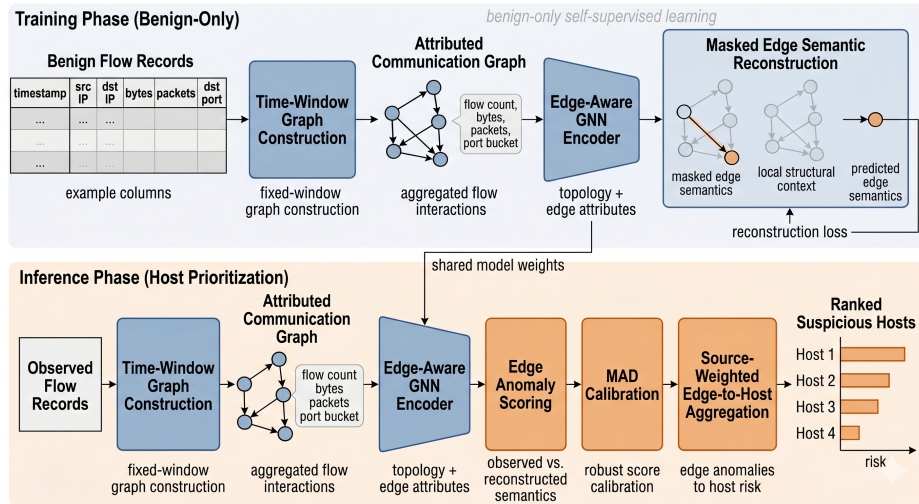 Training Phase (Benign-Only)
benign-only self-supervised learning
Benign Flow Records
timestamp
src
IP
dst
IP
bytes
packets
dst
port
... ... ...
... ... ...
... ... ...
example columns
Time-Window
Graph
Construction
fixed-window
graph construction
Attributed
Communication Graph
flow count,
bytes,
packets,
port bucket
aggregated flow
interactions
Edge-Aware
GNN
Encoder
topology +
edge attributes
Masked Edge Semantic
Reconstruction
masked edge
semantics
local structural
context
predicted
edge
semantics
reconstruction loss
shared model weights
Inference Phase (Host Prioritization)
Observed
Flow
Records
Time-Window
Graph
Construction
fixed-window
graph construction
Attributed
Communication
Graph
flow count
bytes
packets
port bucket
aggregated flow
interactions
Edge-Aware
GNN
Encoder
topology +
edge attributes
Edge
Anomaly
Scoring
observed vs.
reconstructed
semantics
MAD
Calibration
robust score
calibration
Source-
Weighted
Edge-to-Host
Aggregation
edge anomalies
to host risk
Ranked
Suspicious Hosts
Host 1
Host 2
Host 3
Host 4
risk